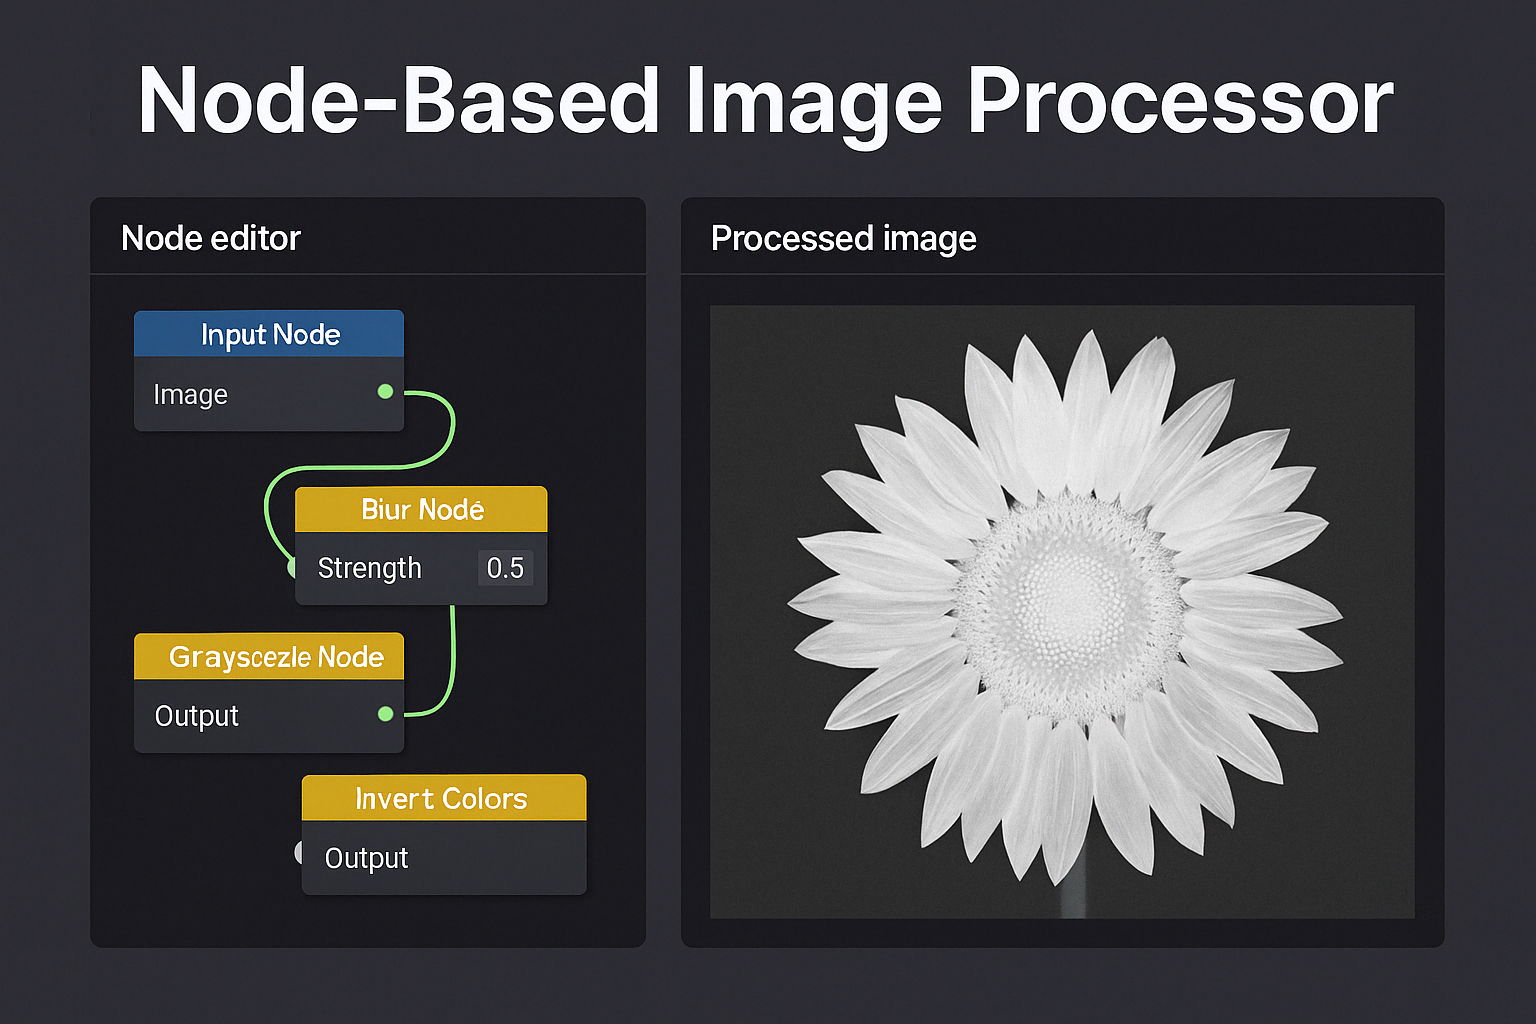 Node-Based Image Processor
Node editor
Input Node
Image
Biur Nodė
Strength 0.5
Grayscezle Node
Output
Invert Colors
Output
Processed image